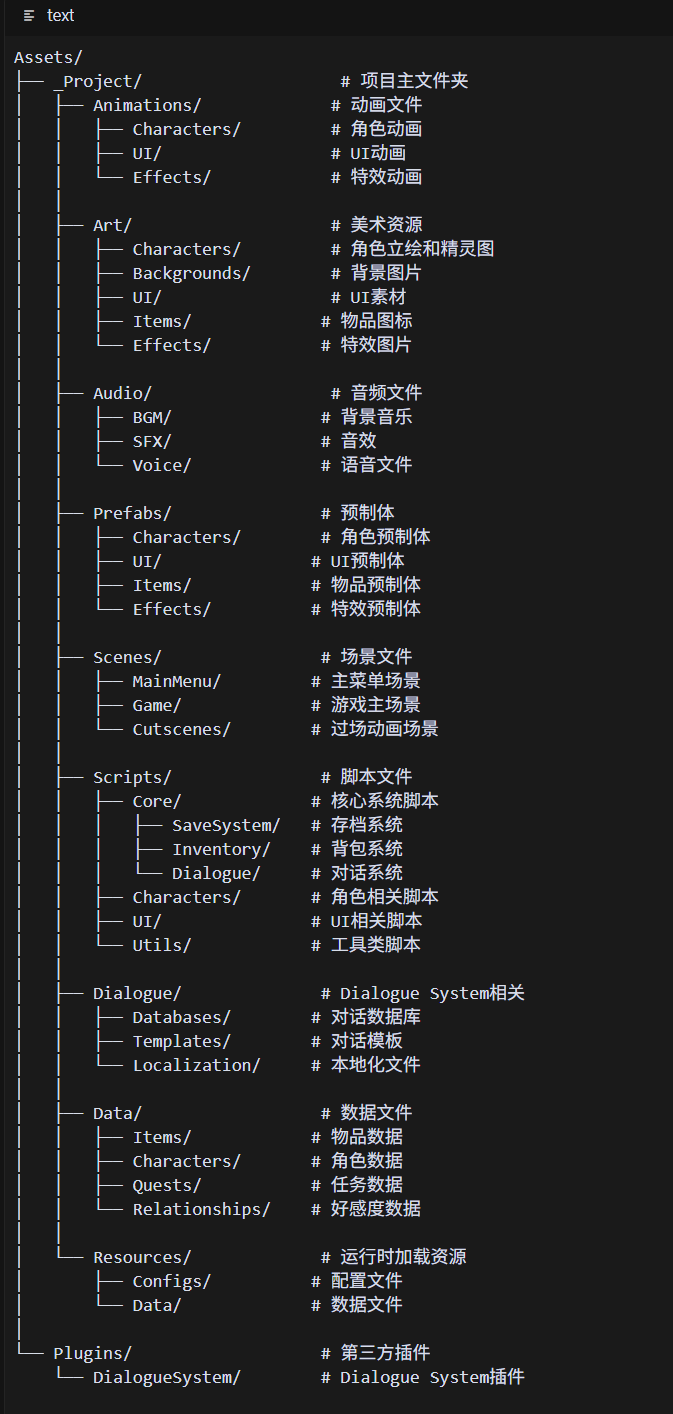 text
Assets/
├── _Project/                    # 项目主文件夹
│   ├── Animations/             # 动画文件
│   │   ├── Characters/         # 角色动画
│   │   ├── UI/                 # UI动画
│   │   └── Effects/            # 特效动画
│   │
│   ├── Art/                    # 美术资源
│   │   ├── Characters/         # 角色立绘和精灵图
│   │   ├── Backgrounds/        # 背景图片
│   │   ├── UI/                 # UI素材
│   │   ├── Items/             # 物品图标
│   │   └── Effects/           # 特效图片
│   │
│   ├── Audio/                  # 音频文件
│   │   ├── BGM/               # 背景音乐
│   │   ├── SFX/               # 音效
│   │   └── Voice/             # 语音文件
│   │
│   ├── Prefabs/               # 预制体
│   │   ├── Characters/        # 角色预制体
│   │   ├── UI/               # UI预制体
│   │   ├── Items/            # 物品预制体
│   │   └── Effects/          # 特效预制体
│   │
│   ├── Scenes/                # 场景文件
│   │   ├── MainMenu/         # 主菜单场景
│   │   ├── Game/             # 游戏主场景
│   │   └── Cutscenes/        # 过场动画场景
│   │
│   ├── Scripts/               # 脚本文件
│   │   ├── Core/             # 核心系统脚本
│   │   │   ├── SaveSystem/   # 存档系统
│   │   │   ├── Inventory/    # 背包系统
│   │   │   └── Dialogue/     # 对话系统
│   │   ├── Characters/       # 角色相关脚本
│   │   ├── UI/               # UI相关脚本
│   │   └── Utils/            # 工具类脚本
│   │
│   ├── Dialogue/              # Dialogue System相关
│   │   ├── Databases/        # 对话数据库
│   │   ├── Templates/        # 对话模板
│   │   └── Localization/     # 本地化文件
│   │
│   ├── Data/                  # 数据文件
│   │   ├── Items/            # 物品数据
│   │   ├── Characters/       # 角色数据
│   │   ├── Quests/           # 任务数据
│   │   └── Relationships/    # 好感度数据
│   │
│   └── Resources/             # 运行时加载资源
│       ├── Configs/          # 配置文件
│       └── Data/             # 数据文件
│
└── Plugins/                   # 第三方插件
    └── DialogueSystem/        # Dialogue System插件